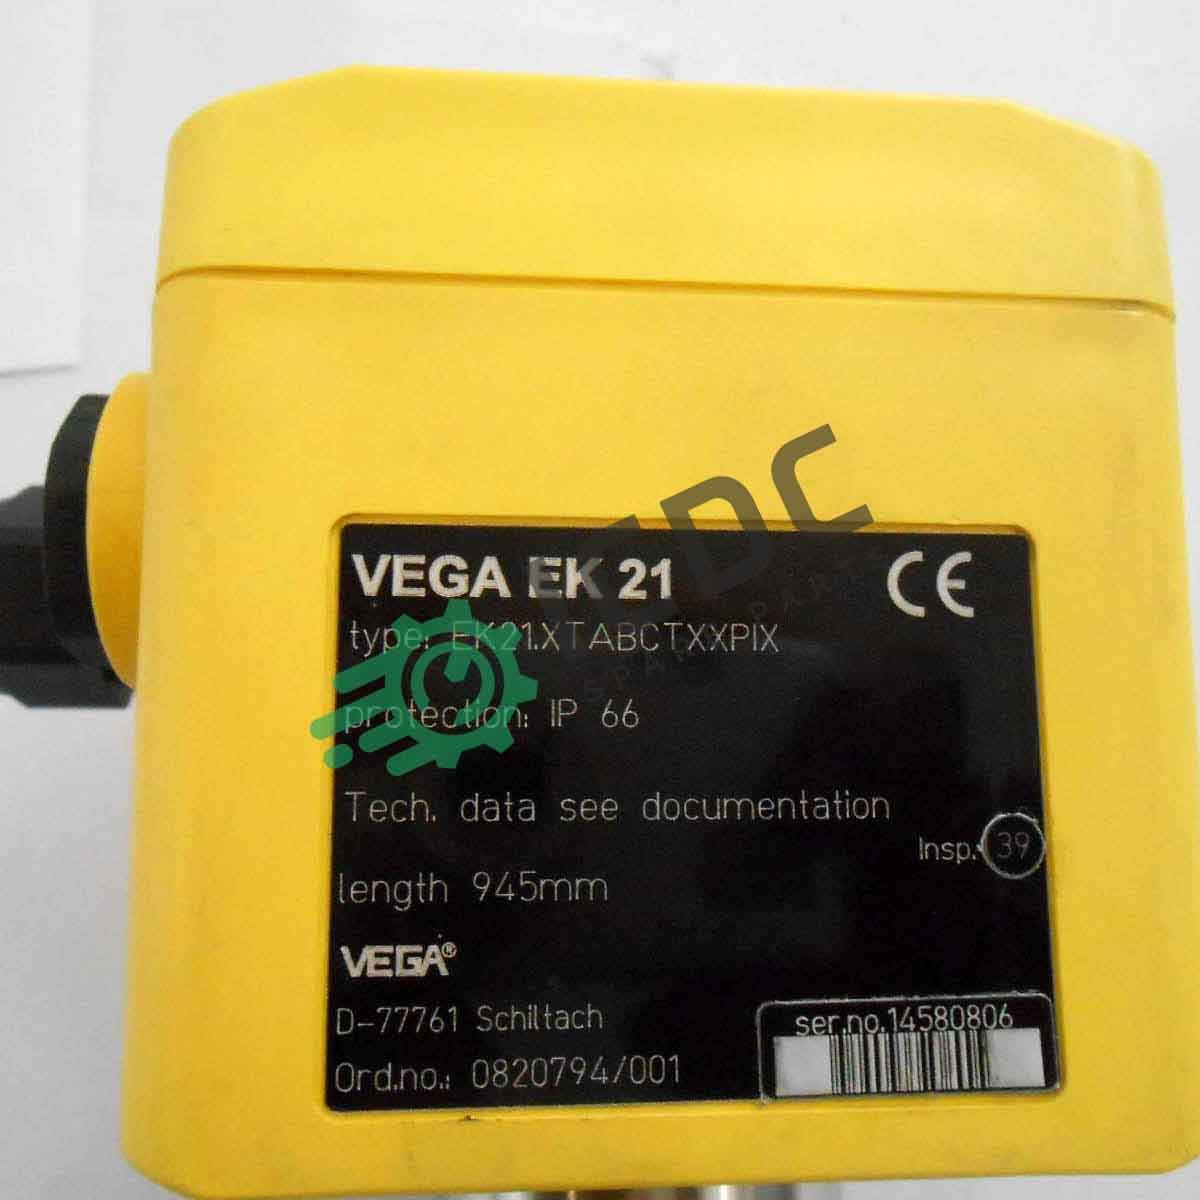 VEGA EK 21
CE
type: EK21.XTABCTXXPIX
protection: IP 66
Tech. data see documentation
Insp.: 39
length 945mm
VEGA®
D-77761 Schiltach
Ord.no.: 0820794/001
ser.no.14580806